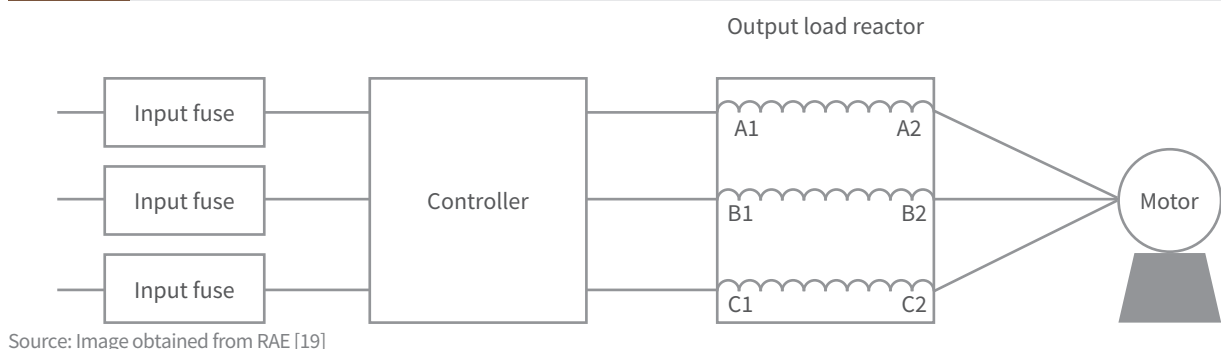 Output load reactor
Input fuse
A1
A2
Input fuse
Controller
B1
B2
Motor
Input fuse
C1
C2
Source: Image obtained from RAE [19]